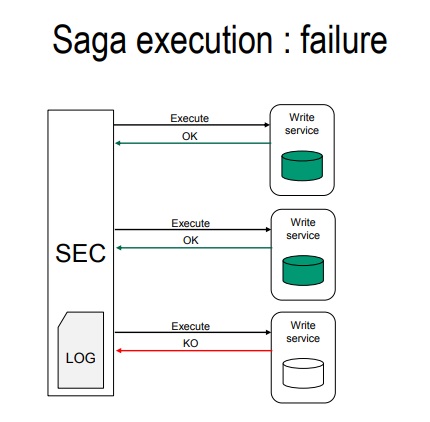 Saga execution : failure
Execute
OK
Write
service
SEC
Execute
OK
Write
service
LOG
Execute
KO
Write
service